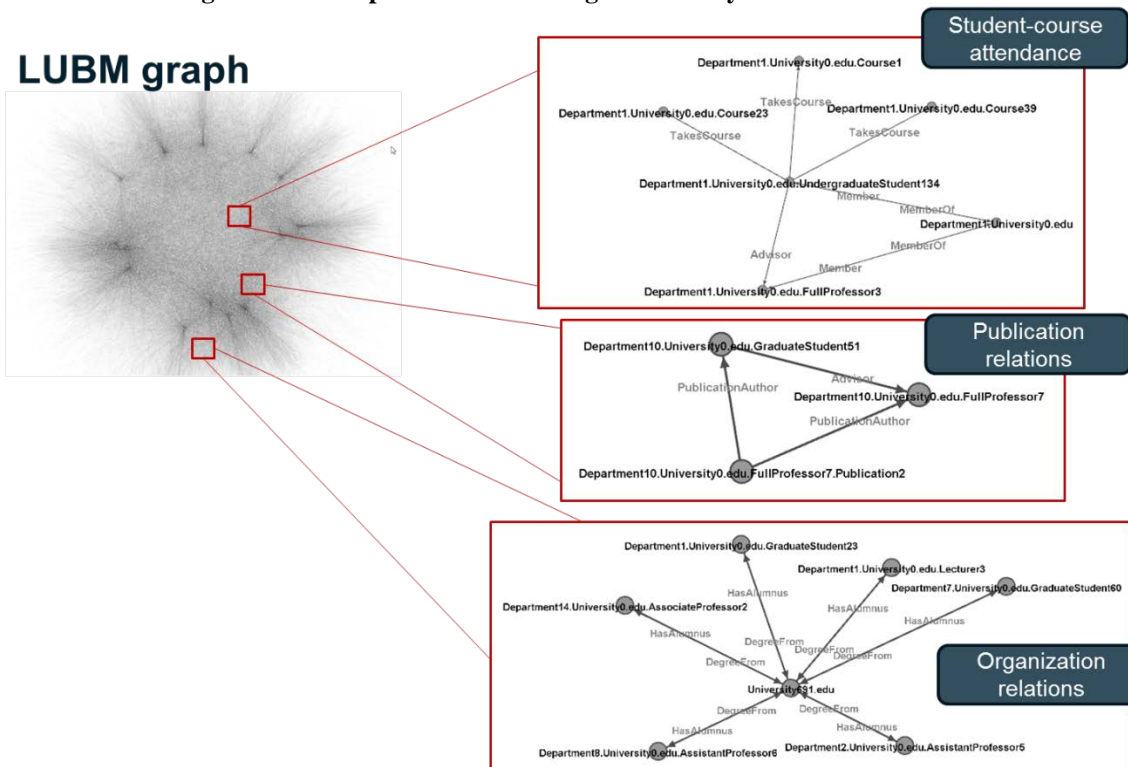 LUBM graph
Student-course
attendance
Department1.University0.edu.Course1
TakesCourse
Department1.University0.edu.Course23
Department1.University0.edu.Course39
TakesCourse
TakesCourse
Department1.University0.edu.UndergraduateStudent134
Member
MemberOf
Department1.University0.edu
MemberOf
Advisor
Member
Department1.University0.edu.FullProfessor3
Publication
relations
Department10.University0.edu.GraduateStudent51
Advisor
PublicationAuthor
Department10.University0.edu.FullProfessor7
PublicationAuthor
Department10.University0.edu.FullProfessor7.Publication2
Department1.University0.edu.GraduateStudent23
Department1.University0.edu.Lecturer3
Department7.University0.edu.GraduateStudent60
HasAlumnus
HasAlumnus
Department14.University0.edu.AssociateProfessor2
HasAlumnus
HasAlumnus
DegreeFrom
DegreeFrom
DegreeFrom
DegreeFrom
Organization
relations
University691.edu
DegreeFrom
DegreeFrom
HasAlumnus
HasAlumnus
Department8.University0.edu.AssistantProfessor6
Department2.University0.edu.AssistantProfessor5